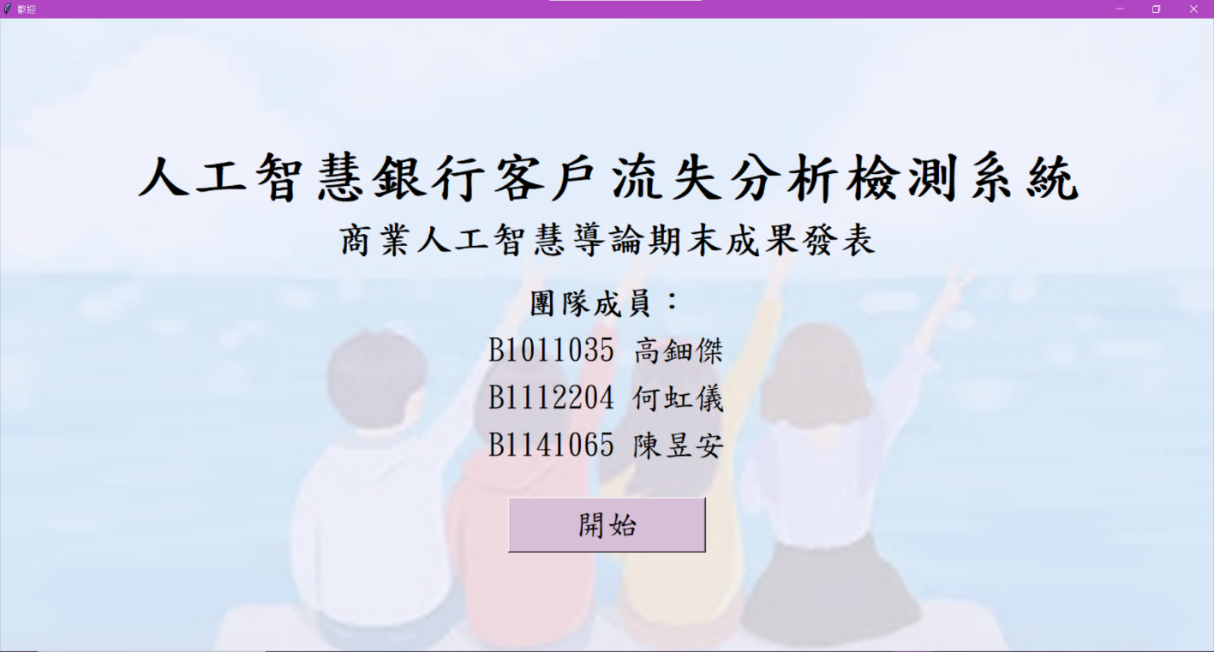 歡迎
人工智慧銀行客戶流失分析檢測系統
商業人工智慧導論期末成果發表
團隊成員：
B1011035 高鈿傑
B1112204 何虹儀
B1141065 陳昱安
開始